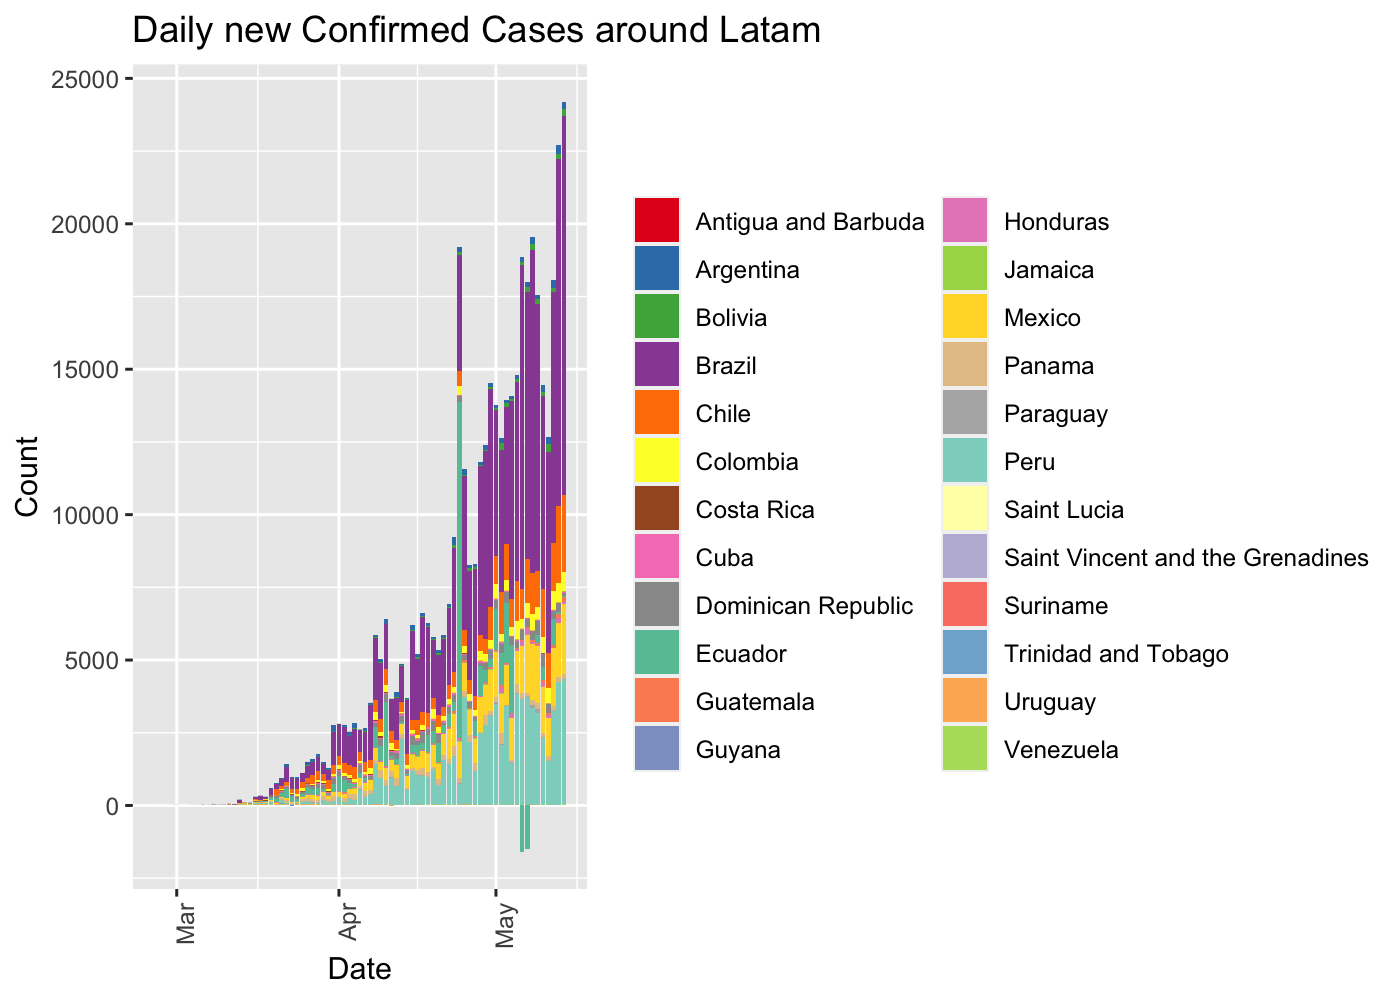 Daily new Confirmed Cases around Latam
25000
20000
15000
10000
5000
0
Count
Mar
Apr
May
Date
Antigua and Barbuda
Argentina
Bolivia
Brazil
Chile
Colombia
Costa Rica
Cuba
Dominican Republic
Ecuador
Guatemala
Guyana
Honduras
Jamaica
Mexico
Panama
Paraguay
Peru
Saint Lucia
Saint Vincent and the Grenadines
Suriname
Trinidad and Tobago
Uruguay
Venezuela